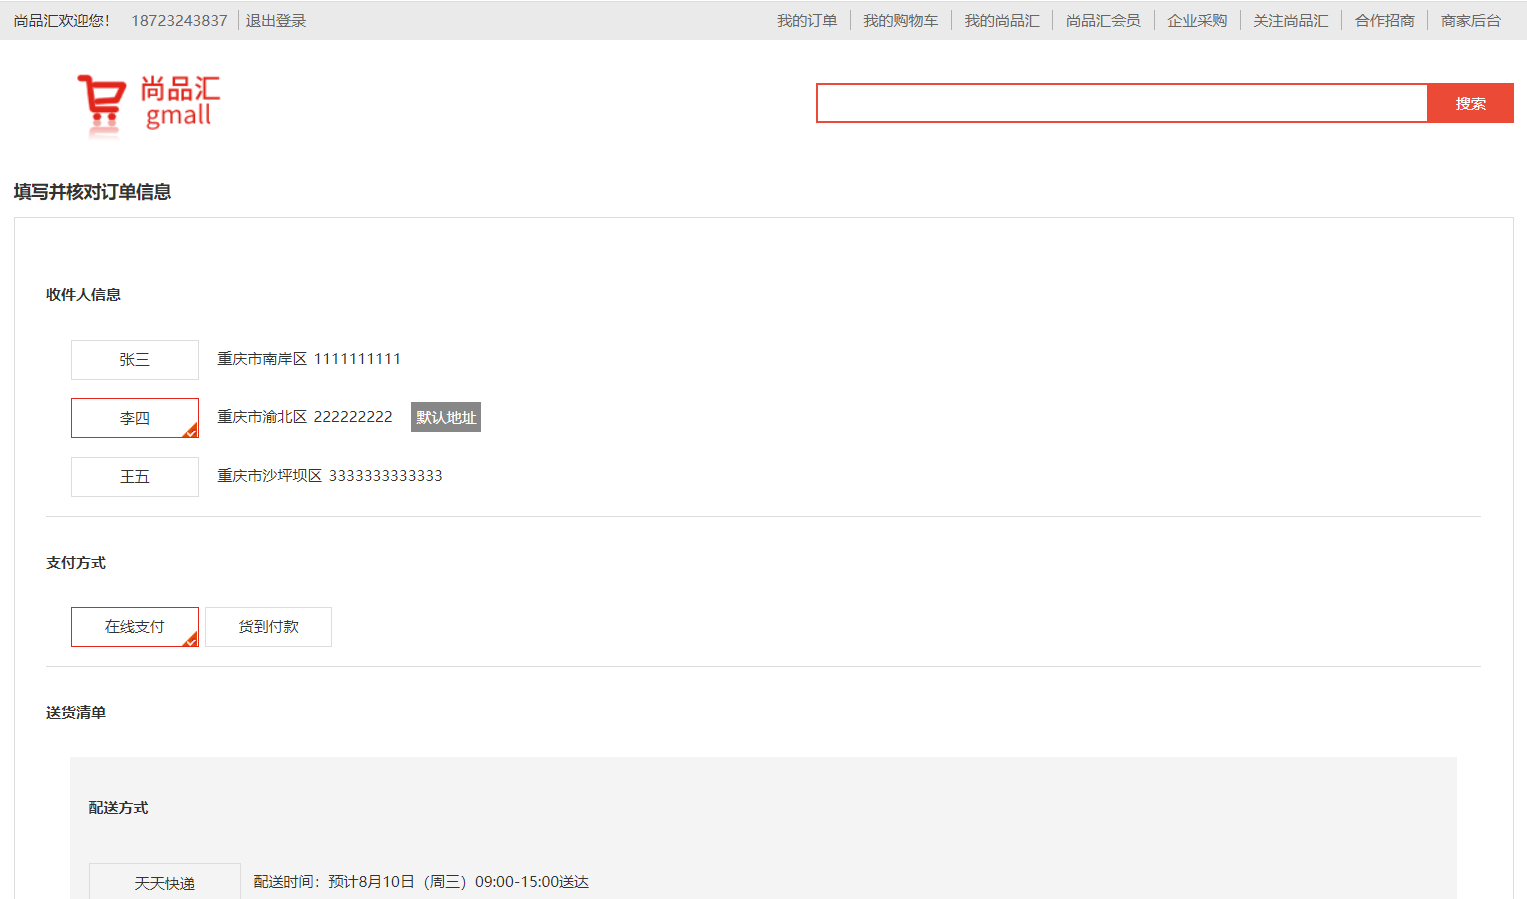 尚品汇欢迎您! 18723243837 退出登录 我的订单 我的购物车 我的尚品汇 尚品汇会员 企业采购 关注尚品汇 合作招商 商家后台
尚品汇
gmall
搜索
填写并核对订单信息
收件人信息
张三 重庆市南岸区 1111111111
李四 重庆市渝北区 222222222 默认地址
王五 重庆市沙坪坝区 3333333333333
支付方式
在线支付 货到付款
送货清单
配送方式
天天快递 配送时间：预计8月10日（周三）09:00-15:00送达